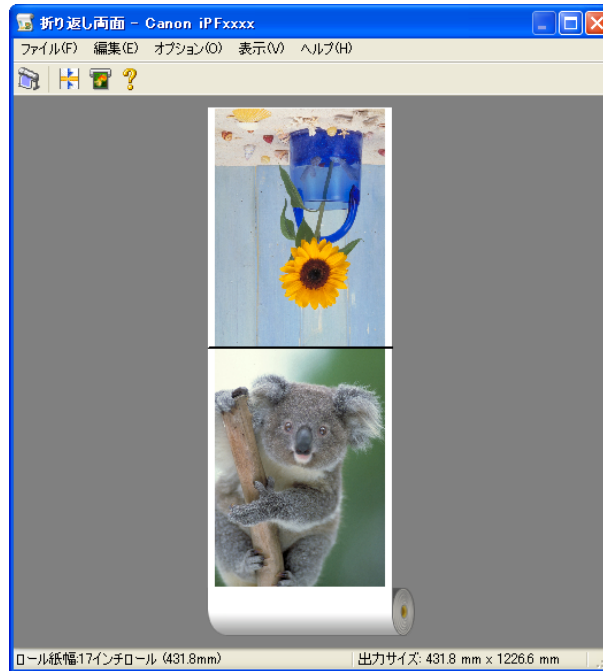 折り返し両面 - Canon iPFxxxx
ファイル(F) 編集(E) オプション(O) 表示(V) ヘルプ(H)
ロール紙幅:17インチロール (431.8mm) 出力サイズ: 431.8 mm x 1226.6 mm